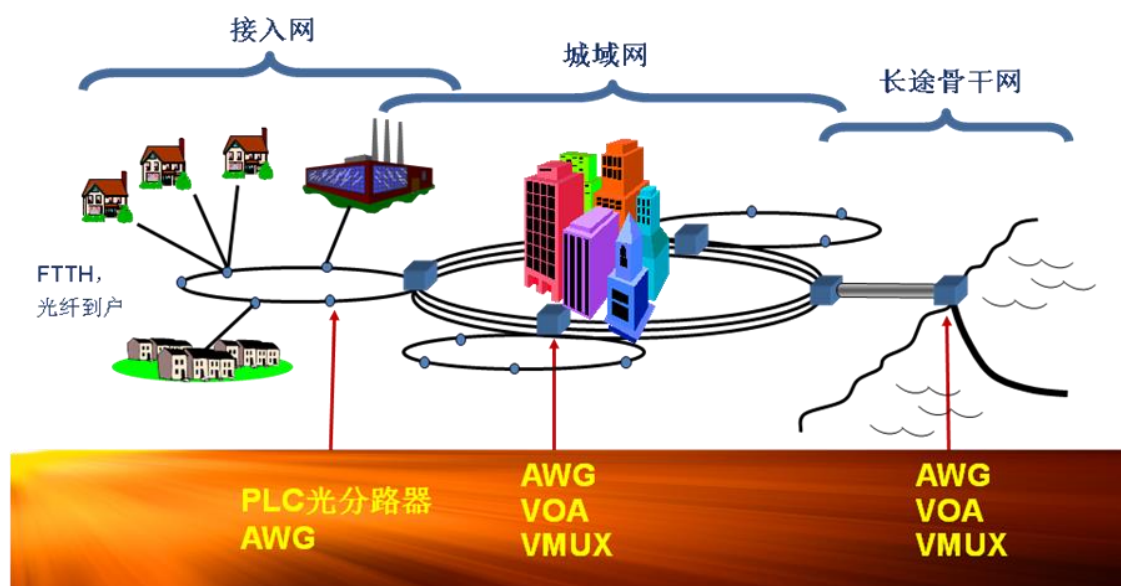 接入网
城域网
长途骨干网
FTTH,
光纤到户
PLC光分路器
AWG
AWG
VOA
VMUX
AWG
VOA
VMUX